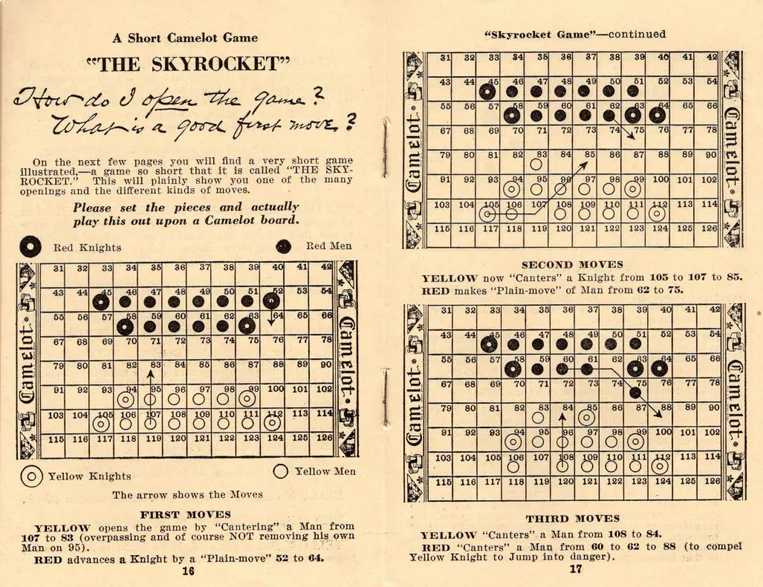 A Short Camelot Game
"THE SKYROCKET"
How do I open the game?
What is a good first move?
On the next few pages you will find a very short game
illustrated,—a game so short that it is called "THE SKY-
ROCKET." This will plainly show you one of the many
openings and the different kinds of moves.
Please set the pieces and actually
play this out upon a Camelot board.
Red Knights
Red Men
31 32 33 34 35 36 37 38 39 40 41 42
43 44 45 46 47 48 49 50 51 52 53 54
55 56 57 58 59 60 61 62 63 64 65 66
67 68 69 70 71 72 73 74 75 76 77 78
79 80 81 82 83 84 85 86 87 88 89 90
91 92 93 94 95 96 97 98 99 100 101 102
103 104 105 106 107 108 109 110 111 112 113 114
115 116 117 118 119 120 121 122 123 124 125 126
Camelot
Camelot
Yellow Knights
Yellow Men
The arrow shows the Moves
FIRST MOVES
YELLOW opens the game by "Cantering" a Man from
107 to 83 (overpassing and of course NOT removing his own
Man on 95).
RED advances a Knight by a "Plain-move" 52 to 64.
16
"Skyrocket Game"—continued
31 32 33 34 35 36 37 38 39 40 41 42
43 44 45 46 47 48 49 50 51 52 53 54
55 56 57 58 59 60 61 62 63 64 65 66
67 68 69 70 71 72 73 74 75 76 77 78
79 80 81 82 83 84 85 86 87 88 89 90
91 92 93 94 95 96 97 98 99 100 101 102
103 104 105 106 107 108 109 110 111 112 113 114
115 116 117 118 119 120 121 122 123 124 125 126
Camelot
Camelot
SECOND MOVES
YELLOW now "Canters" a Knight from 105 to 107 to 85.
RED makes "Plain-move" of Man from 62 to 75.
31 32 33 34 35 36 37 38 39 40 41 42
43 44 45 46 47 48 49 50 51 52 53 54
55 56 57 58 59 60 61 62 63 64 65 66
67 68 69 70 71 72 73 74 75 76 77 78
79 80 81 82 83 84 85 86 87 88 89 90
91 92 93 94 95 96 97 98 99 100 101 102
103 104 105 106 107 108 109 110 111 112 113 114
115 116 117 118 119 120 121 122 123 124 125 126
Camelot
Camelot
THIRD MOVES
YELLOW "Canters" a Man from 108 to 84.
RED "Canters" a Man from 60 to 62 to 88 (to compel
Yellow Knight to Jump into danger).
17